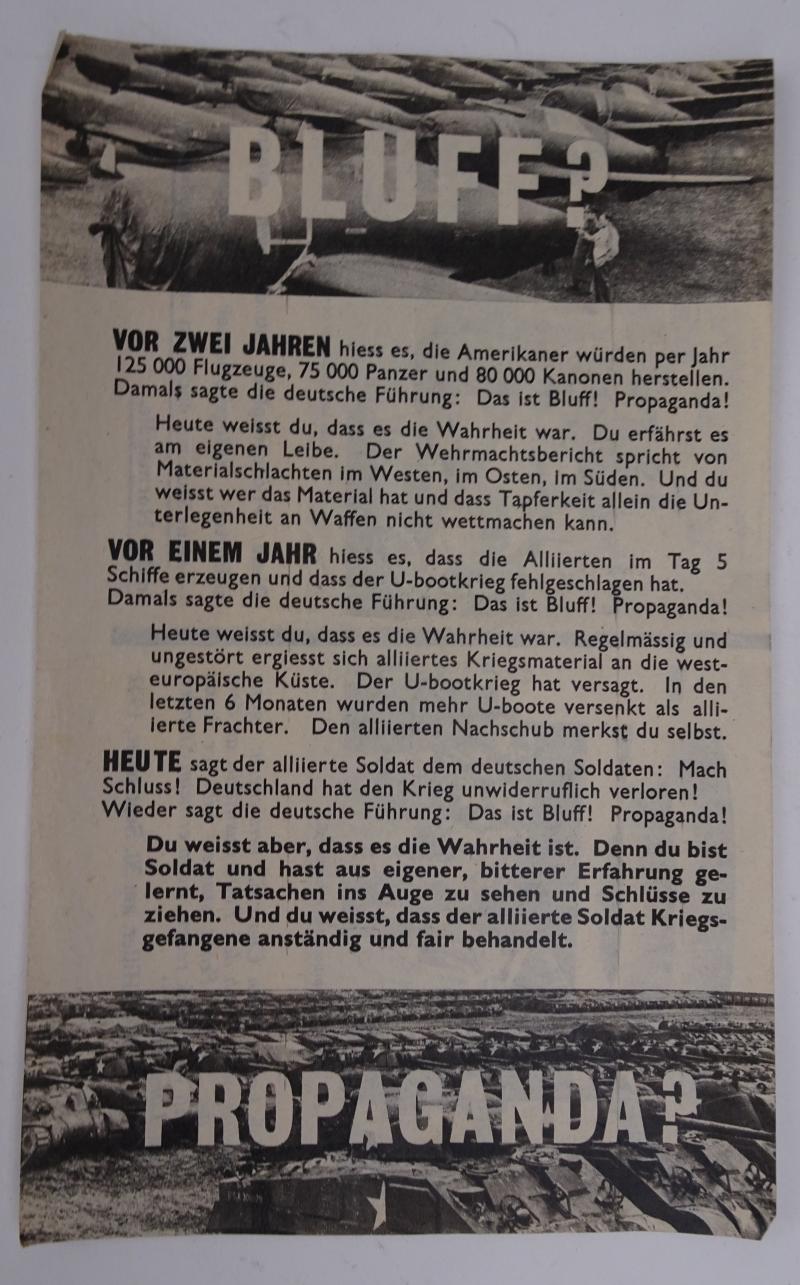 BLUFF?
VOR ZWEI JAHREN hiess es, die Amerikaner würden per Jahr
125 000 Flugzeuge, 75 000 Panzer und 80 000 Kanonen herstellen.
Damals sagte die deutsche Führung: Das ist Bluff! Propaganda!
Heute weisst du, dass es die Wahrheit war. Du erfährst es
am eigenen Leibe. Der Wehrmachtsbericht spricht von
Materialschlachten im Westen, im Osten, im Süden. Und du
weisst wer das Material hat und dass Tapferkeit allein die Un-
terlegenheit an Waffen nicht wettmachen kann.
VOR EINEM JAHR hiess es, dass die Alliierten im Tag 5
Schiffe erzeugen und dass der U-bootkrieg fehlgeschlagen hat.
Damals sagte die deutsche Führung: Das ist Bluff! Propaganda!
Heute weisst du, dass es die Wahrheit war. Regelmässig und
ungestört ergiesst sich alliiertes Kriegsmaterial an die west-
europäische Küste. Der U-bootkrieg hat versagt. In den
letzten 6 Monaten wurden mehr U-boote versenkt als alli-
ierte Frachter. Den alliierten Nachschub merkst du selbst.
HEUTE sagt der alliierte Soldat dem deutschen Soldaten: Mach
Schluss! Deutschland hat den Krieg unwiderruflich verloren!
Wieder sagt die deutsche Führung: Das ist Bluff! Propaganda!
Du weisst aber, dass es die Wahrheit ist. Denn du bist
Soldat und hast aus eigener, bitterer Erfahrung ge-
lernt, Tatsachen ins Auge zu sehen und Schlüsse zu
ziehen. Und du weisst, dass der alliierte Soldat Kriegs-
gefangene anständig und fair behandelt.
PROPAGANDA?